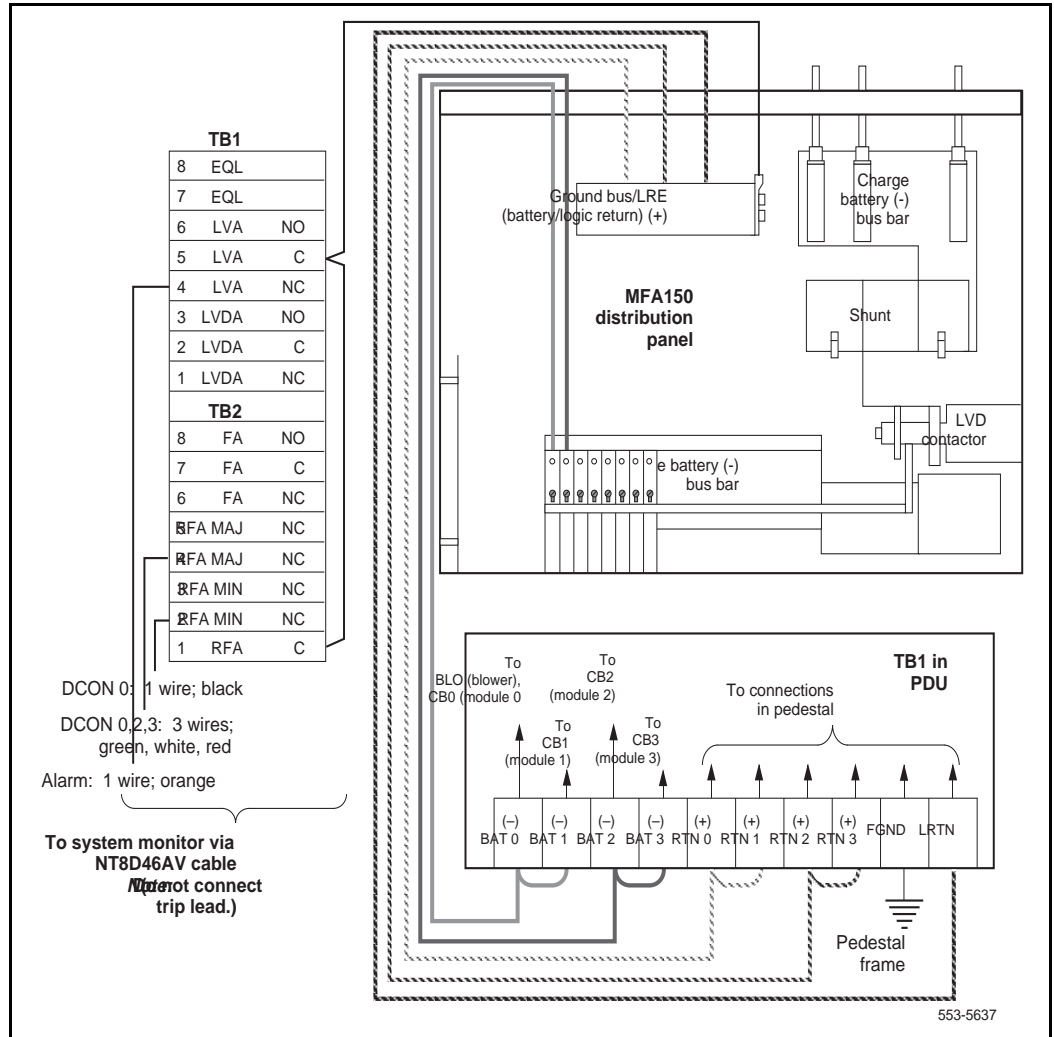 TB1
8 EQL
7 EQL
6 LVA NO
5 LVA C
4 LVA NC
3 LVDA NO
2 LVDA C
1 LVDA NC
TB2
8 FA NO
7 FA C
6 FA NC
5 RFA MAJ NC
4 RFA MAJ NC
3 RFA MIN NC
2 RFA MIN NC
1 RFA C
DCON 0: 1 wire; black
DCON 0,2,3: 3 wires;
green, white, red
Alarm: 1 wire; orange
To system monitor via
NT8D46AV cable
not connect
trip lead.)
Ground bus/LRE
(battery/logic return) (+)
Charge
battery (-)
bus bar
MFA150
distribution
panel
Shunt
LVD
contactor
e battery (-)
bus bar
TB1 in
PDU
To
BLO (blower),
CB0 (module 0
To
CB1
(module 1)
To
CB2
(module 2)
To
CB3
(module 3)
To connections
in pedestal
(–) (–) (–) (–) (+) (+) (+) (+)
BAT 0 BAT 1 BAT 2 BAT 3 RTN 0 RTN 1 RTN 2 RTN 3 FGND LRTN
Pedestal
frame
553-5637